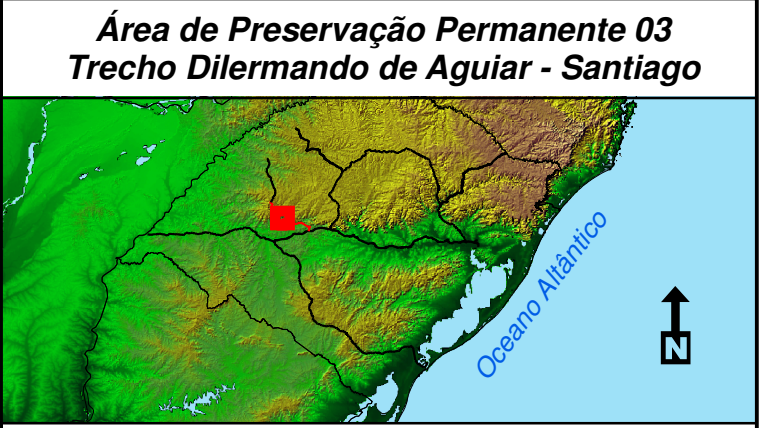 Área de Preservação Permanente 03
Trecho Dilermando de Aguiar - Santiago
Oceano Altântico
N